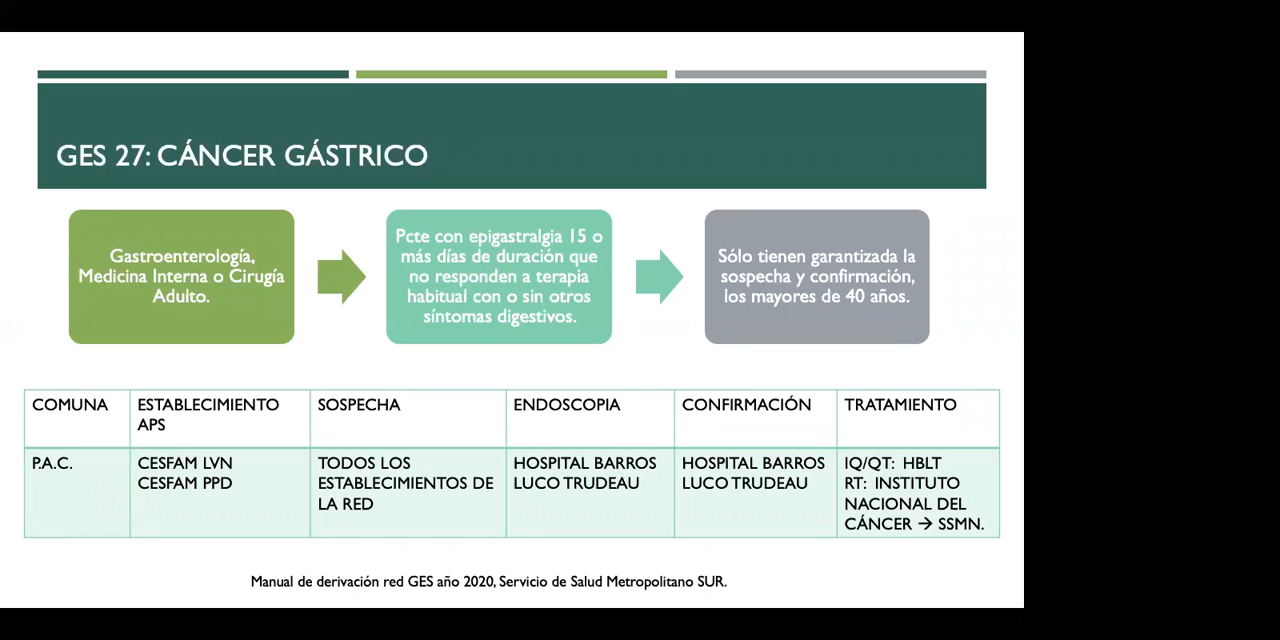 GES 27: CÁNCER GÁSTRICO
Gastroenterología,
Medicina Interna o Cirugía
Adulto.
Pcte con epigastralgia 15 o
más días de duración que
no responden a terapia
habitual con o sin otros
síntomas digestivos.
Sólo tienen garantizada la
sospecha y confirmación,
los mayores de 40 años.
COMUNA
ESTABLECIMIENTO
APS
SOSPECHA
ENDOSCOPIA
CONFIRMACIÓN
TRATAMIENTO
P.A.C.
CESFAM LVN
CESFAM PPD
TODOS LOS
ESTABLECIMIENTOS DE
LA RED
HOSPITAL BARROS
LUCO TRUDEAU
HOSPITAL BARROS
LUCO TRUDEAU
IQ/QT: HBLT
RT: INSTITUTO
NACIONAL DEL
CÁNCER → SSMN.
Manual de derivación red GES año 2020, Servicio de Salud Metropolitano SUR.